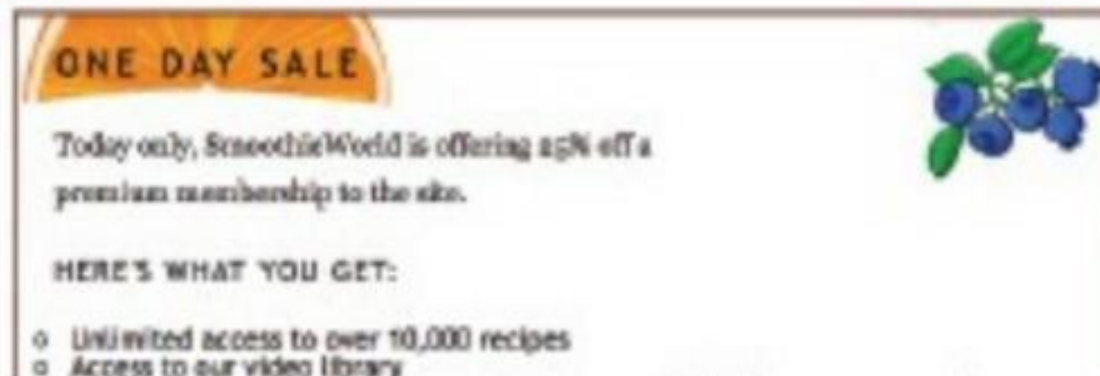 ONE DAY SALE
Today only, SmoothieWorld is offering 25% off a
premium membership to the site.
HERE'S WHAT YOU GET:
Unlimited access to over 10,000 recipes
Access to our video library